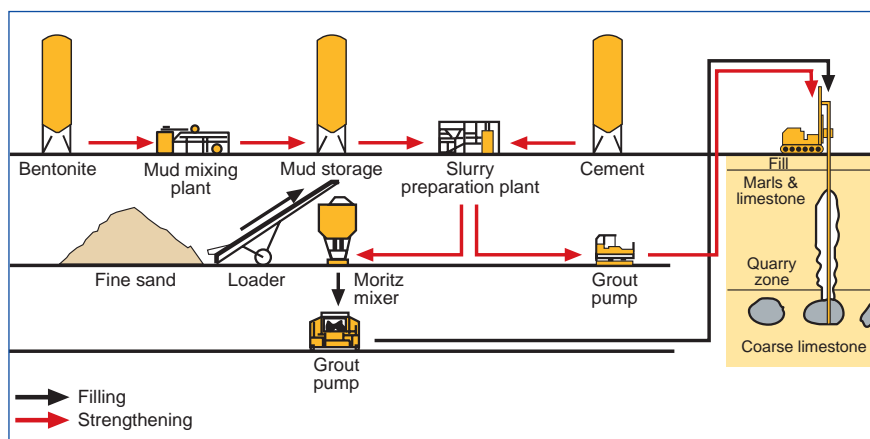 Bentonite
Mud mixing
plant
Mud storage
Slurry
preparation plant
Cement
Fill
Marls &
limestone
Fine sand
Loader
Moritz
mixer
Grout
pump
Quarry
zone
Grout
pump
Coarse limestone
Filling
Strengthening